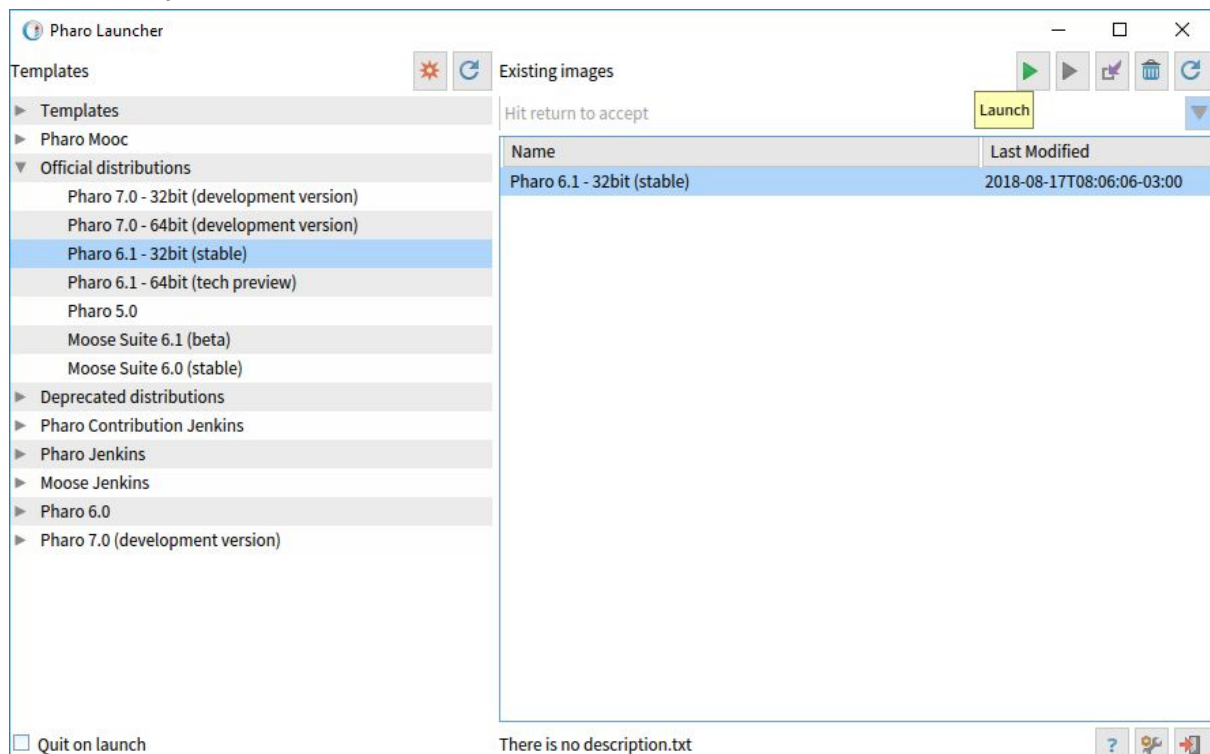 Pharo Launcher
Templates
Templates
Pharo Mooc
Official distributions
Pharo 7.0 - 32bit (development version)
Pharo 7.0 - 64bit (development version)
Pharo 6.1 - 32bit (stable)
Pharo 6.1 - 64bit (tech preview)
Pharo 5.0
Moose Suite 6.1 (beta)
Moose Suite 6.0 (stable)
Deprecated distributions
Pharo Contribution Jenkins
Pharo Jenkins
Moose Jenkins
Pharo 6.0
Pharo 7.0 (development version)
Quit on launch
Existing images
Hit return to accept
Launch
Name Last Modified
Pharo 6.1 - 32bit (stable) 2018-08-17T08:06:06-03:00
There is no description.txt
?